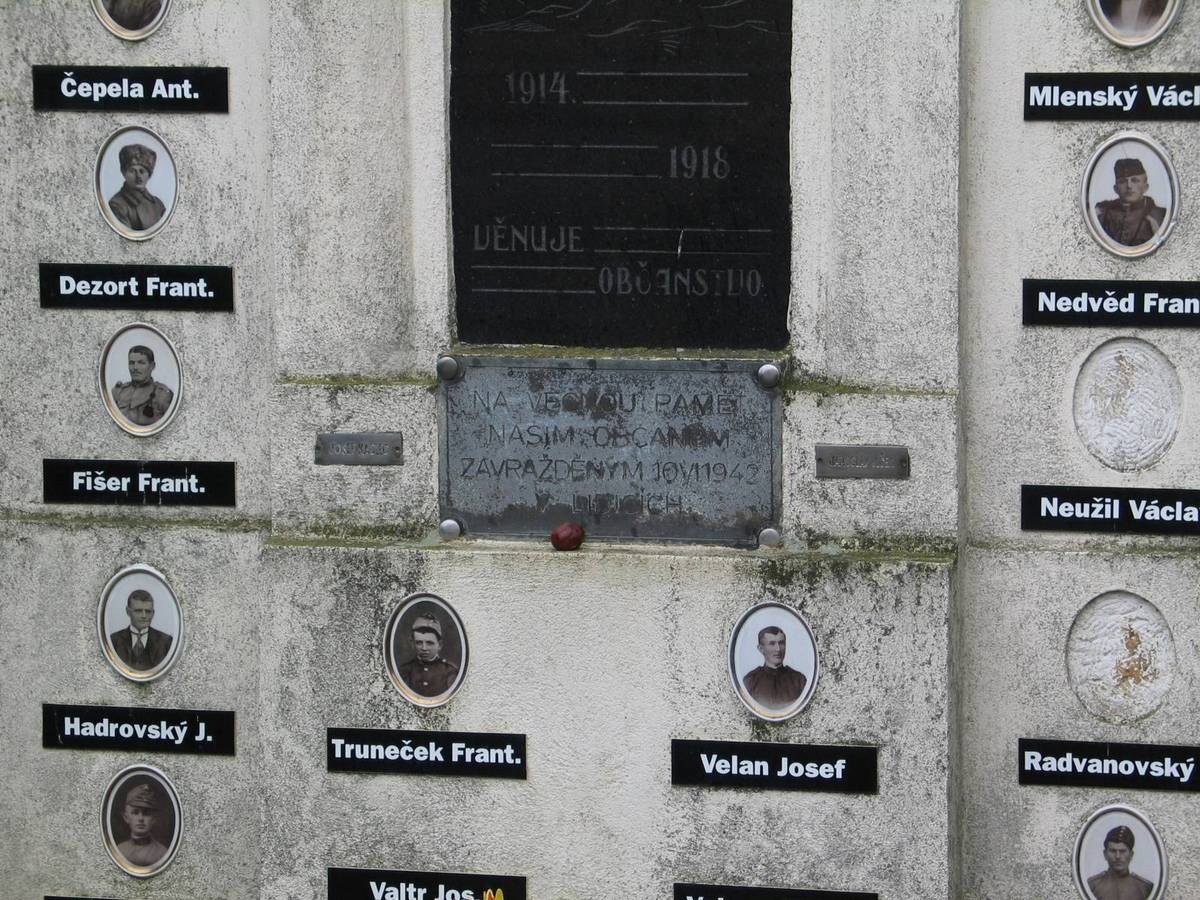 Čepela Ant.
Dezort Frant.
Fišer Frant.
Hadrovský J.
1914
1918
VĚNUJE
OBČANSTVO
NA VĚČNOU PAMĚŤ
NAŠIM OBČANŮM
ZAVRAŽDĚNÝM 10.VI.1942
V LIDICÍCH
Truneček Frant.
Velan Josef
Valtr Jos.
Mlenský Václ
Nedvěd Fran
Neužil Václa
Radvanovský